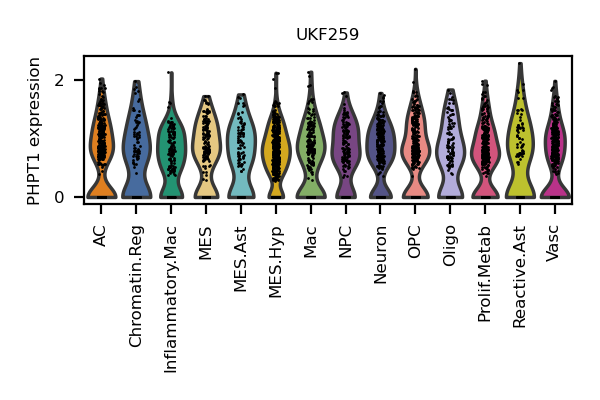 UKF259
PHPT1 expression
2
0
AC
Chromatin.Reg
Inflammatory.Mac
MES
MES.Ast
MES.Hyp
Mac
NPC
Neuron
OPC
Oligo
Prolif.Metab
Reactive.Ast
Vasc